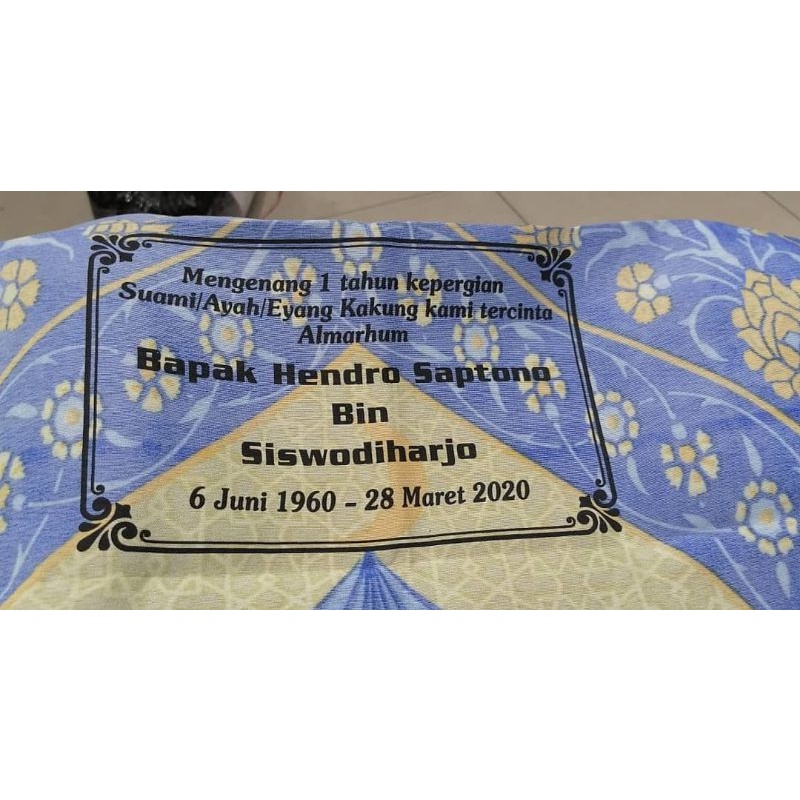 Mengenang 1 tahun kepergian
Suami/Ayah/Eyang Kakung kami tercinta
Almarhum
Bapak Hendro Saptono
Bin
Siswodiharjo
6 Juni 1960 - 28 Maret 2020